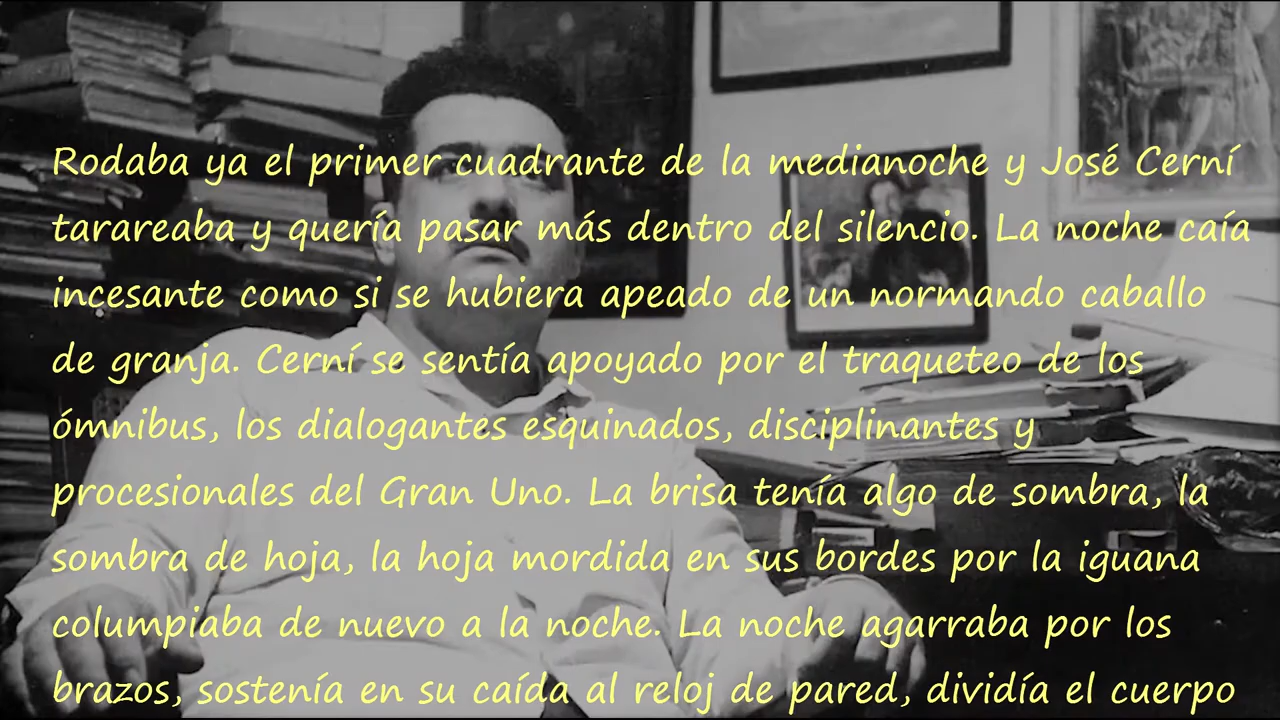 Rodaba ya el primer cuadrante de la medianoche y José Cerní
tarareaba y quería pasar más dentro del silencio. La noche caía
incesante como si se hubiera apeado de un normando caballo
de granja. Cerní se sentía apoyado por el traqueteo de los
ómnibus, los dialogantes esquinados, disciplinantes y
procesionales del Gran Uno. La brisa tenía algo de sombra, la
sombra de hoja, la hoja mordida en sus bordes por la iguana
columpiaba de nuevo a la noche. La noche agarraba por los
brazos, sostenía en su caída al reloj de pared, dividía el cuerpo